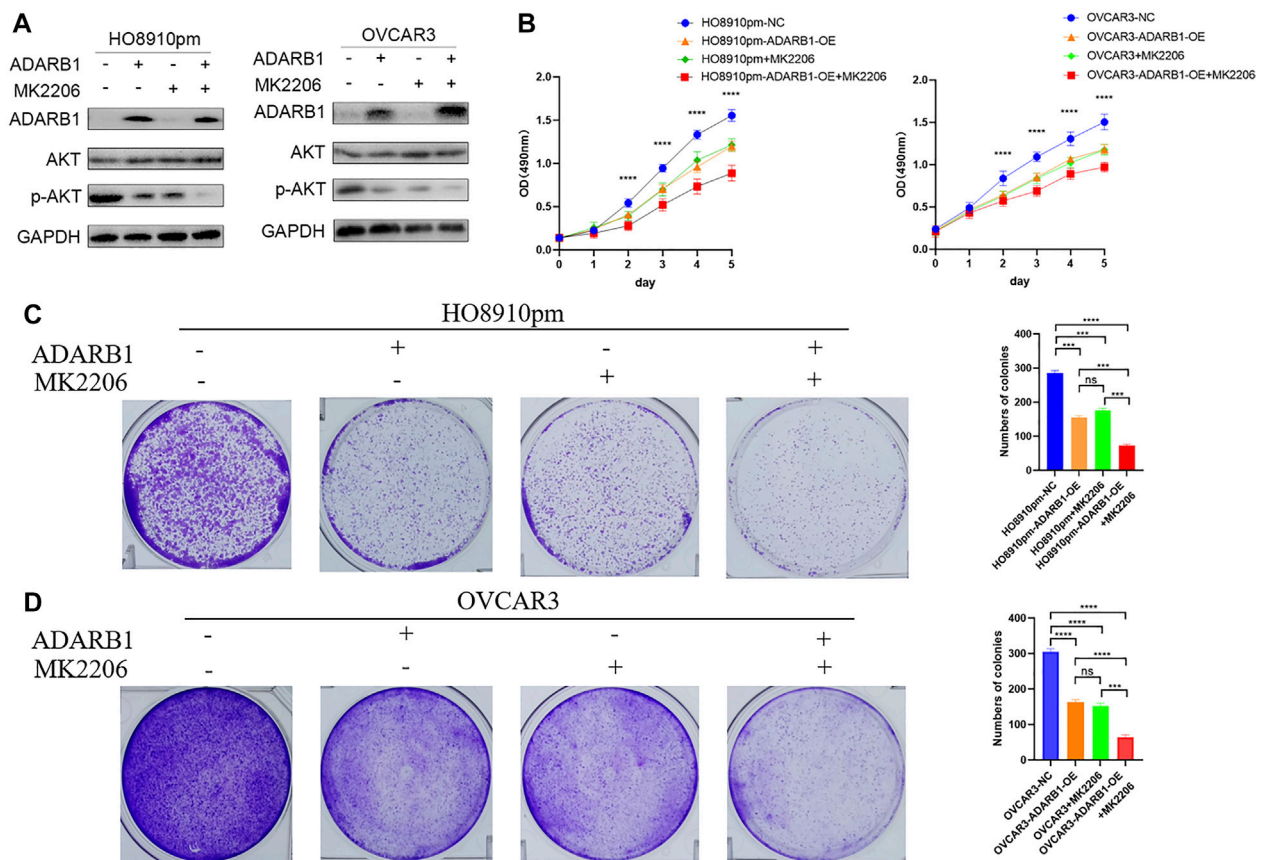 A
HO8910pm
ADARB1 - + - +
MK2206 - - + +
ADARB1
AKT
p-AKT
GAPDH
OVCAR3
ADARB1 - + - +
MK2206 - - + +
ADARB1
AKT
p-AKT
GAPDH
B
HO8910pm-NC
HO8910pm-ADARB1-OE
HO8910pm+MK2206
HO8910pm-ADARB1-OE+MK2206
OD(490nm)
2.0
1.5
1.0
0.5
0.0
**** **** **** ****
0 1 2 3 4 5
day
OVCAR3-NC
OVCAR3-ADARB1-OE
OVCAR3+MK2206
OVCAR3-ADARB1-OE+MK2206
OD(490nm)
2.0
1.5
1.0
0.5
0.0
**** **** **** ****
0 1 2 3 4 5
day
C
HO8910pm
ADARB1 - + - +
MK2206 - - + +
Numbers of colonies
400
300
200
100
0
****
***
***
***
ns
***
HO8910pm-NC
HO8910pm-ADARB1-OE
HO8910pm+MK2206
HO8910pm-ADARB1-OE
+MK2206
D
OVCAR3
ADARB1 - + - +
MK2206 - - + +
Numbers of colonies
400
300
200
100
0
****
****
****
****
ns
***
OVCAR3-NC
OVCAR3-ADARB1-OE
OVCAR3+MK2206
OVCAR3-ADARB1-OE
+MK2206